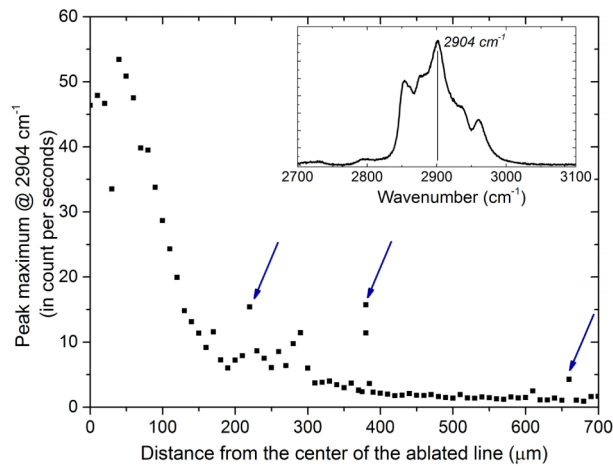 60
50
40
30
20
10
0
Peak maximum @ 2904 cm-1
(in count per seconds)
2904 cm-1
2700 2800 2900 3000 3100
Wavenumber (cm-1)
0 100 200 300 400 500 600 700
Distance from the center of the ablated line (μm)